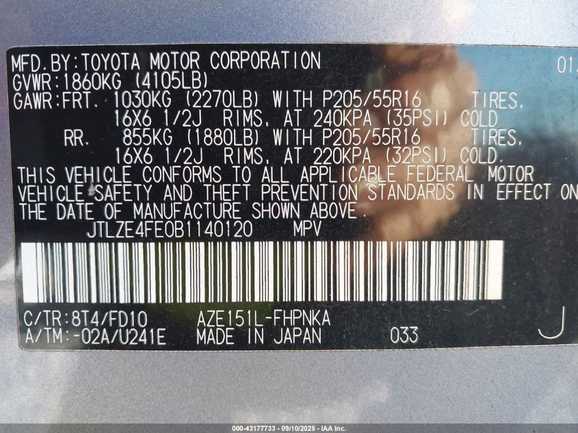 MFD.BY:TOYOTA MOTOR CORPORATION
GVWR:1860KG (4105LB)
GAWR:FRT. 1030KG (2270LB) WITH P205/55R16 TIRES.
16X6 1/2J RIMS. AT 240KPA (35PSI) COLD
RR. 855KG (1880LB) WITH P205/55R16 TIRES.
16X6 1/2J RIMS. AT 220KPA (32PSI) COLD.
THIS VEHICLE CONFORMS TO ALL APPLICABLE FEDERAL MOTOR
VEHICLE SAFETY AND THEFT PREVENTION STANDARDS IN EFFECT ON
THE DATE OF MANUFACTURE SHOWN ABOVE.
JTLZE4FE0B1140120 MPV
C/TR:8T4/FD10 AZE151L-FHPNKA
A/TM:-02A/U241E MADE IN JAPAN 033 J
000-43177733 - 09/10/2025 - IAA Inc.